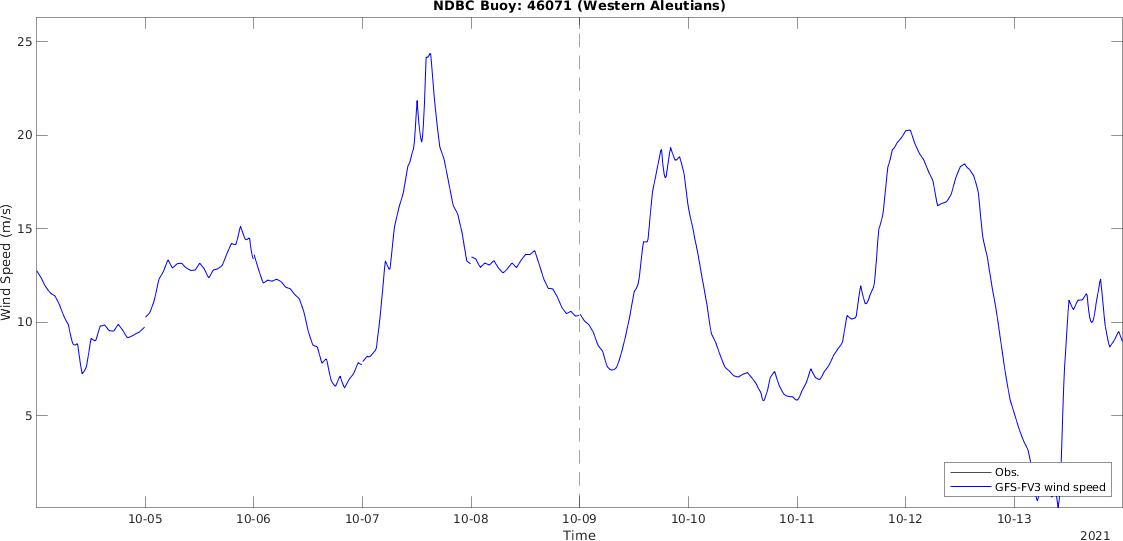 NDBC Buoy: 46071 (Western Aleutians)
25
20
15
10
5
Wind Speed (m/s)
10-05 10-06 10-07 10-08 10-09 10-10 10-11 10-12 10-13
Time
2021
Obs.
GFS-FV3 wind speed